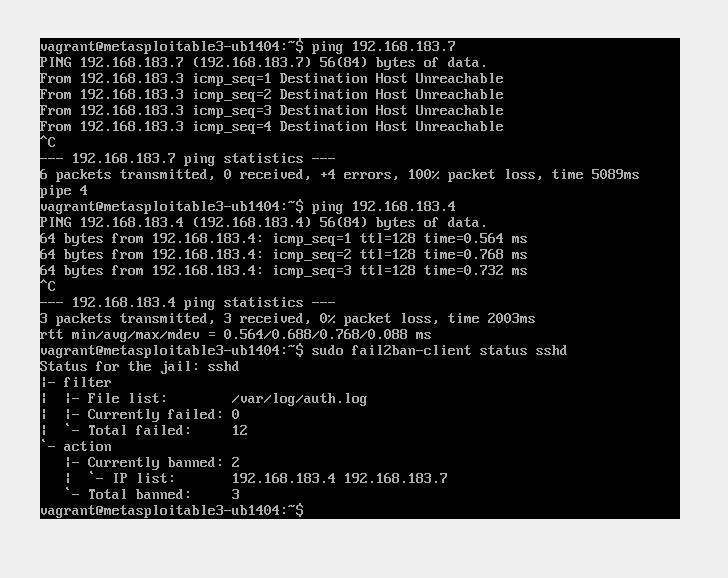 vagrant@metasploitable3-ub1404:~$ ping 192.168.183.7
PING 192.168.183.7 (192.168.183.7) 56(84) bytes of data.
From 192.168.183.3 icmp_seq=1 Destination Host Unreachable
From 192.168.183.3 icmp_seq=2 Destination Host Unreachable
From 192.168.183.3 icmp_seq=3 Destination Host Unreachable
From 192.168.183.3 icmp_seq=4 Destination Host Unreachable
^C
--- 192.168.183.7 ping statistics ---
6 packets transmitted, 0 received, +4 errors, 100% packet loss, time 5089ms
pipe 4
vagrant@metasploitable3-ub1404:~$ ping 192.168.183.4
PING 192.168.183.4 (192.168.183.4) 56(84) bytes of data.
64 bytes from 192.168.183.4: icmp_seq=1 ttl=128 time=0.564 ms
64 bytes from 192.168.183.4: icmp_seq=2 ttl=128 time=0.768 ms
64 bytes from 192.168.183.4: icmp_seq=3 ttl=128 time=0.732 ms
^C
--- 192.168.183.4 ping statistics ---
3 packets transmitted, 3 received, 0% packet loss, time 2003ms
rtt min/avg/max/mdev = 0.564/0.688/0.768/0.088 ms
vagrant@metasploitable3-ub1404:~$ sudo fail2ban-client status sshd
Status for the jail: sshd
|- filter
|  |- File list:        /var/log/auth.log
|  |- Currently failed: 0
|  `- Total failed:     12
`- action
   |- Currently banned: 2
   |  `- IP list:       192.168.183.4 192.168.183.7
   `- Total banned:     3
vagrant@metasploitable3-ub1404:~$